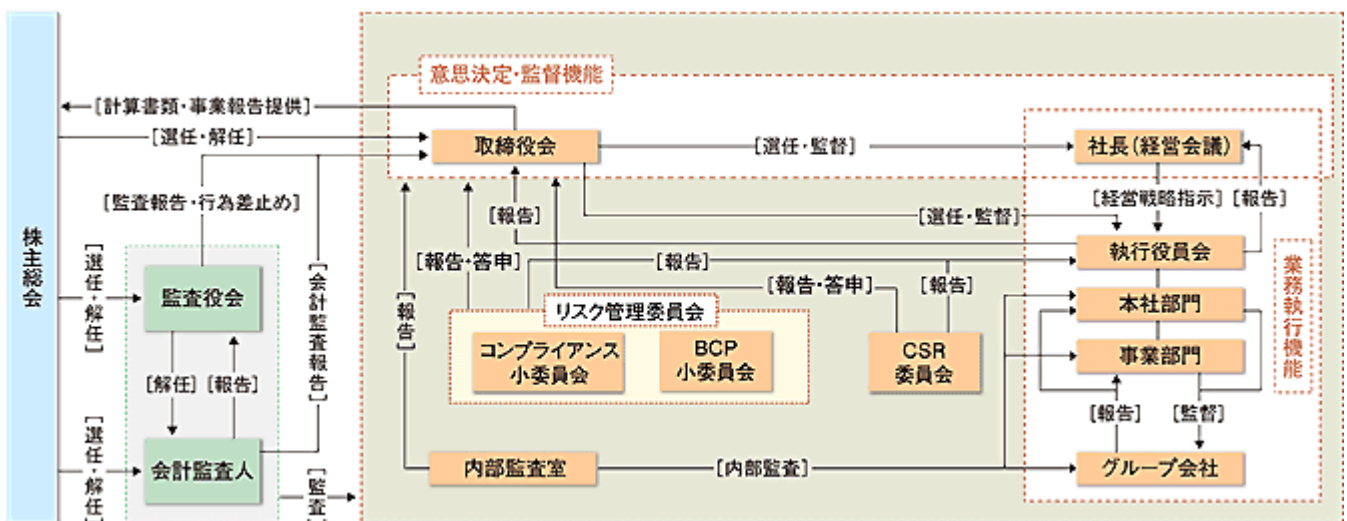 意思決定・監督機能
[計算書類・事業報告提供]
[選任・解任]
取締役会
[選任・監督]
社長(経営会議)
[監査報告・行為差止め]
[報告]
[選任・監督]
[経営戦略指示]
[報告]
株主総会
[選任・解任]
監査役会
[会計監査報告]
[報告・答申]
[報告]
[報告]
執行役員会
業務執行機能
[報告・答申]
[報告]
リスク管理委員会
本社部門
コンプライアンス
小委員会
BCP
小委員会
CSR
委員会
事業部門
[解任]
[報告]
[報告]
[監督]
[選任・解任]
会計監査人
[監査]
内部監査室
[内部監査]
グループ会社